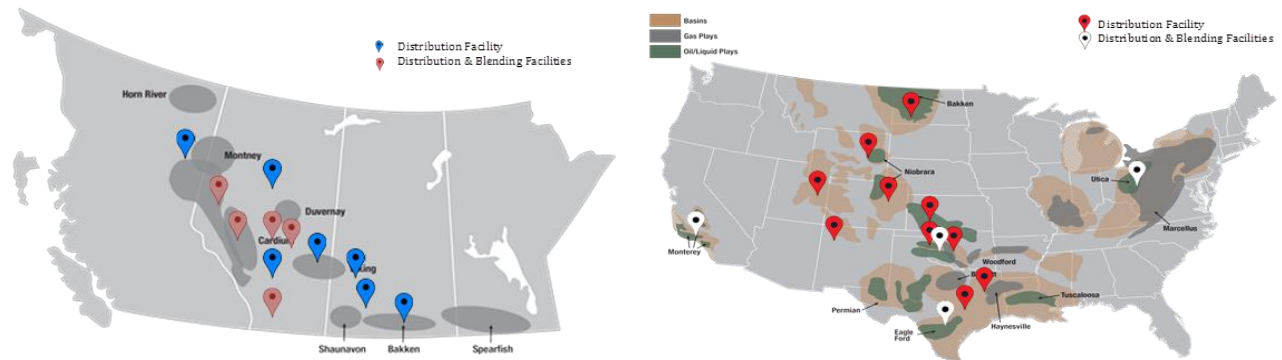 Distribution Facility
Distribution & Blending Facilities
Horn River
Montney
Duvernay
Cardium
Shaunavon
Bakken
Spearfish
Basins
Gas Plays
Oil/Liquid Plays
Distribution Facility
Distribution & Blending Facilities
Bakken
Niobrara
Utica
Marcellus
Monterey
Woodford
Permian
Tuscaloosa
Haynesville
Eagle
Ford